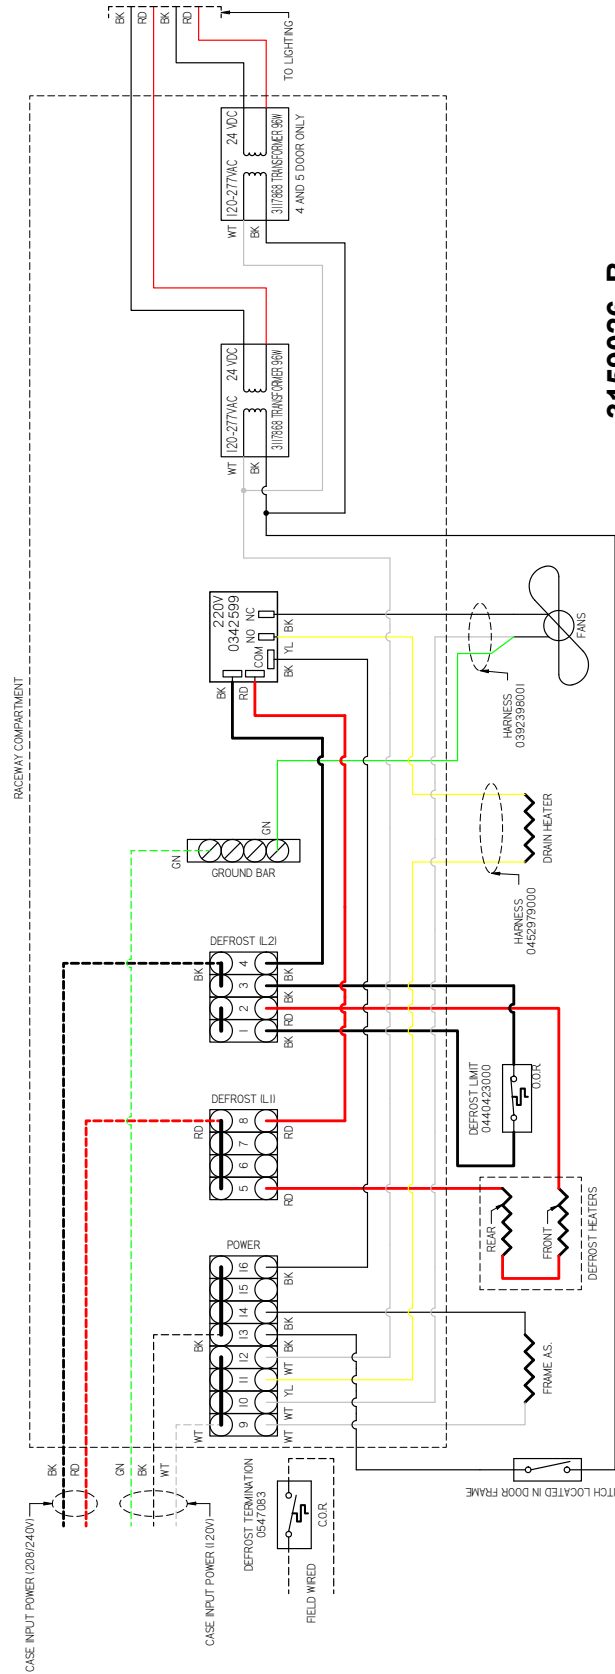 BK
RD
BK
RD
TO LIGHTING
RACEWAY COMPARTMENT
120-277VAC 24 VDC
3117868 TRANSFORMER 96W
4 AND 5 DOOR ONLY
WT
BK
120-277VAC 24 VDC
3117868 TRANSFORMER 96W
WT
BK
220V
0342599
NO NC
COM
BK
RD
BK
YL
BK
FANS
HARNESS
0392398001
GN
GN
GROUND BAR
DRAIN HEATER
HARNESS
0452979000
DEFROST (L2)
BK
1 2 3 4
BK
RD
BK
BK
DEFROST LIMIT
0440423000
O.O.R
DEFROST (L1)
RD
5 6 7 8
RD
RD
REAR
FRONT
DEFROST HEATERS
POWER
WT
BK
9 10 11 12 13 14 15 16
WT
WT
YL
WT
BK
BK
BK
FRAME A.S.
CASE INPUT POWER (208/240V)
BK
RD
GN
BK
WT
CASE INPUT POWER (120V)
DEFROST TERMINATION
0547083
C.O.R
FIELD WIRED
LOCATED IN DOOR FRAME